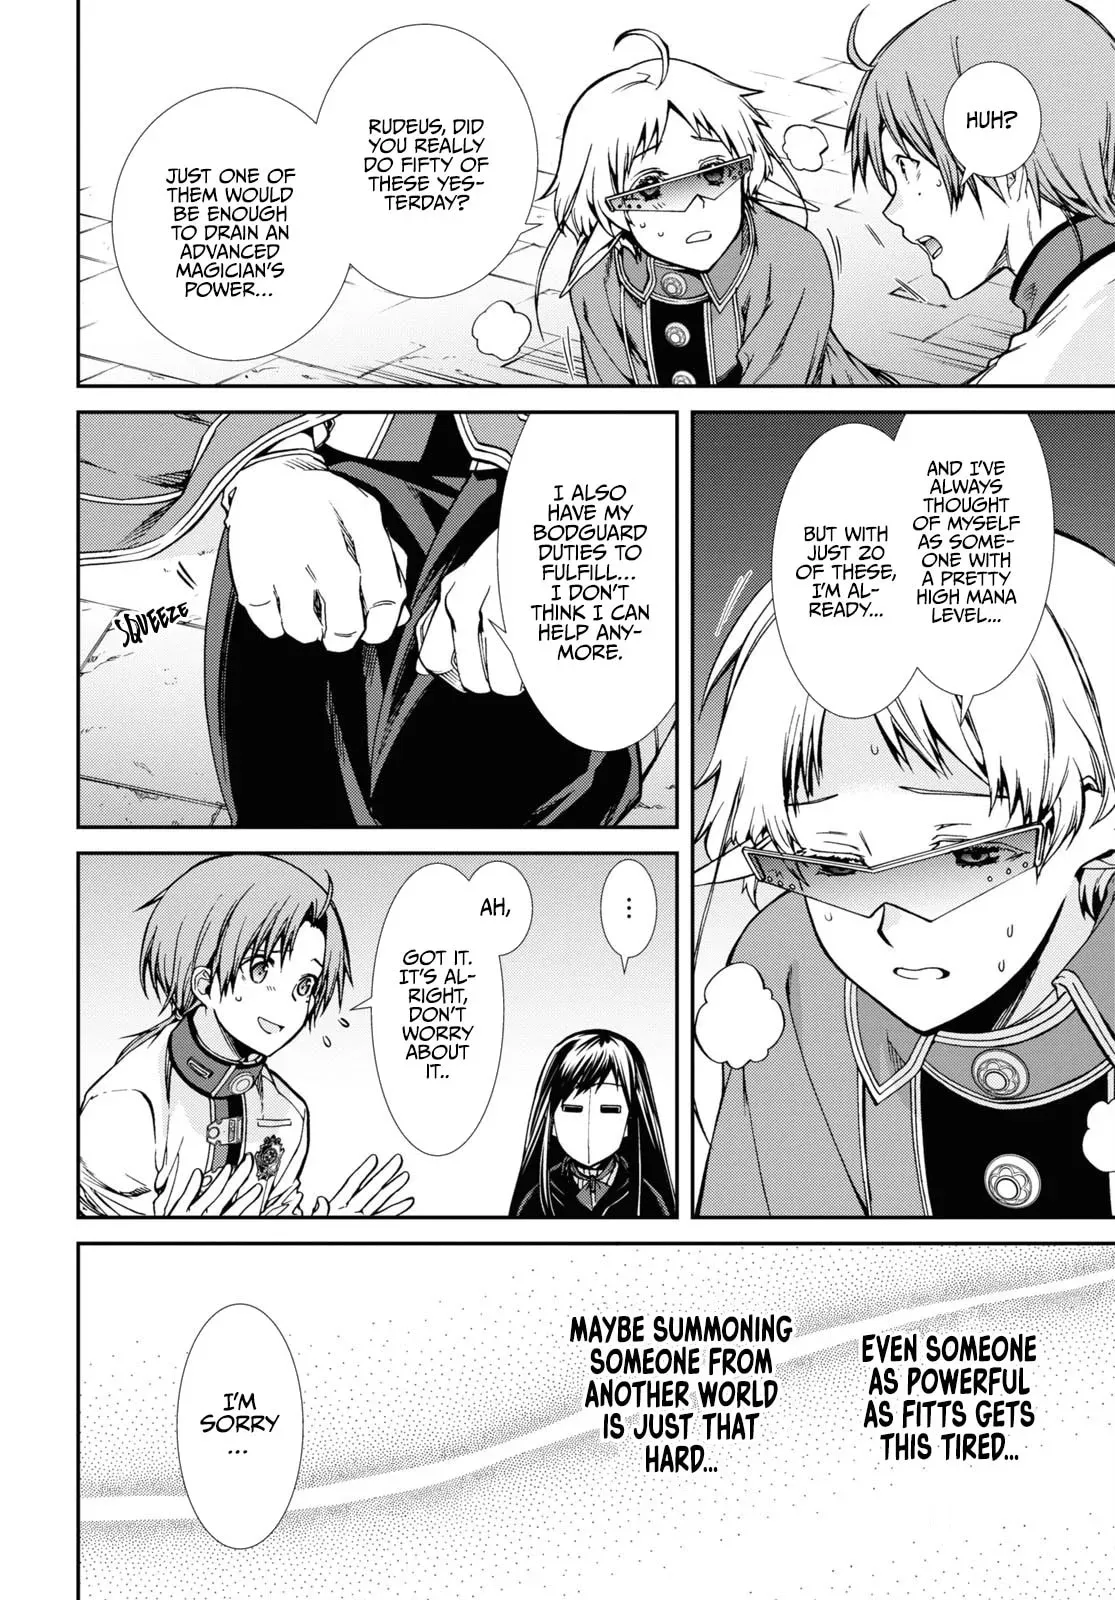 HUH?
RUDEUS, DID
YOU REALLY
DO FIFTY OF
THESE YES-
TERDAY?
JUST ONE OF
THEM WOULD
BE ENOUGH
TO DRAIN AN
ADVANCED
MAGICIAN'S
POWER...
AND I'VE
ALWAYS
THOUGHT
OF MYSELF
AS SOME-
ONE WITH
A PRETTY
HIGH MANA
LEVEL...
BUT WITH
JUST 20
OF THESE,
I'M AL-
READY...
I ALSO
HAVE MY
BODGUARD
DUTIES TO
FULFILL...
I DON'T
THINK I CAN
HELP ANY-
MORE.
SQUEEZE
...
AH,
GOT IT.
IT'S AL-
RIGHT,
DON'T
WORRY
ABOUT
IT..
EVEN SOMEONE
AS POWERFUL
AS FITTS GETS
THIS TIRED...
MAYBE SUMMONING
SOMEONE FROM
ANOTHER WORLD
IS JUST THAT
HARD...
I'M
SORRY
...